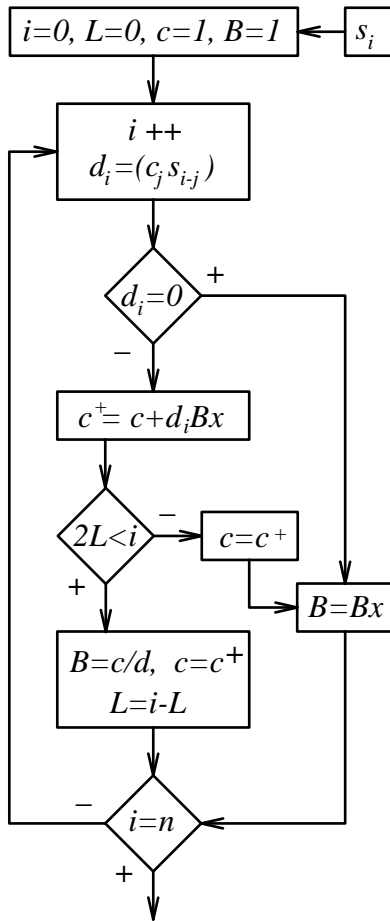 i=0, L=0, c=1, B=1
s_i
i ++
d_i=(c_j s_{i-j})
d_i=0
+
−
c⁺= c+d_iBx
2L<i
−
c=c⁺
+
B=Bx
B=c/d, c=c⁺
L=i-L
−
i=n
+